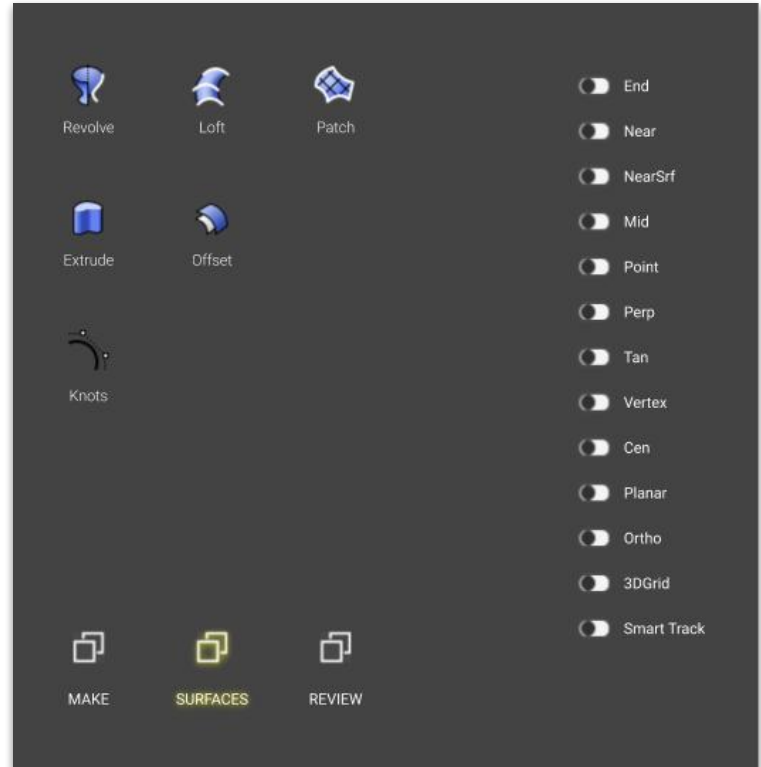 Revolve
Loft
Patch
Extrude
Offset
Knots
MAKE
SURFACES
REVIEW
End
Near
NearSrf
Mid
Point
Perp
Tan
Vertex
Cen
Planar
Ortho
3DGrid
Smart Track